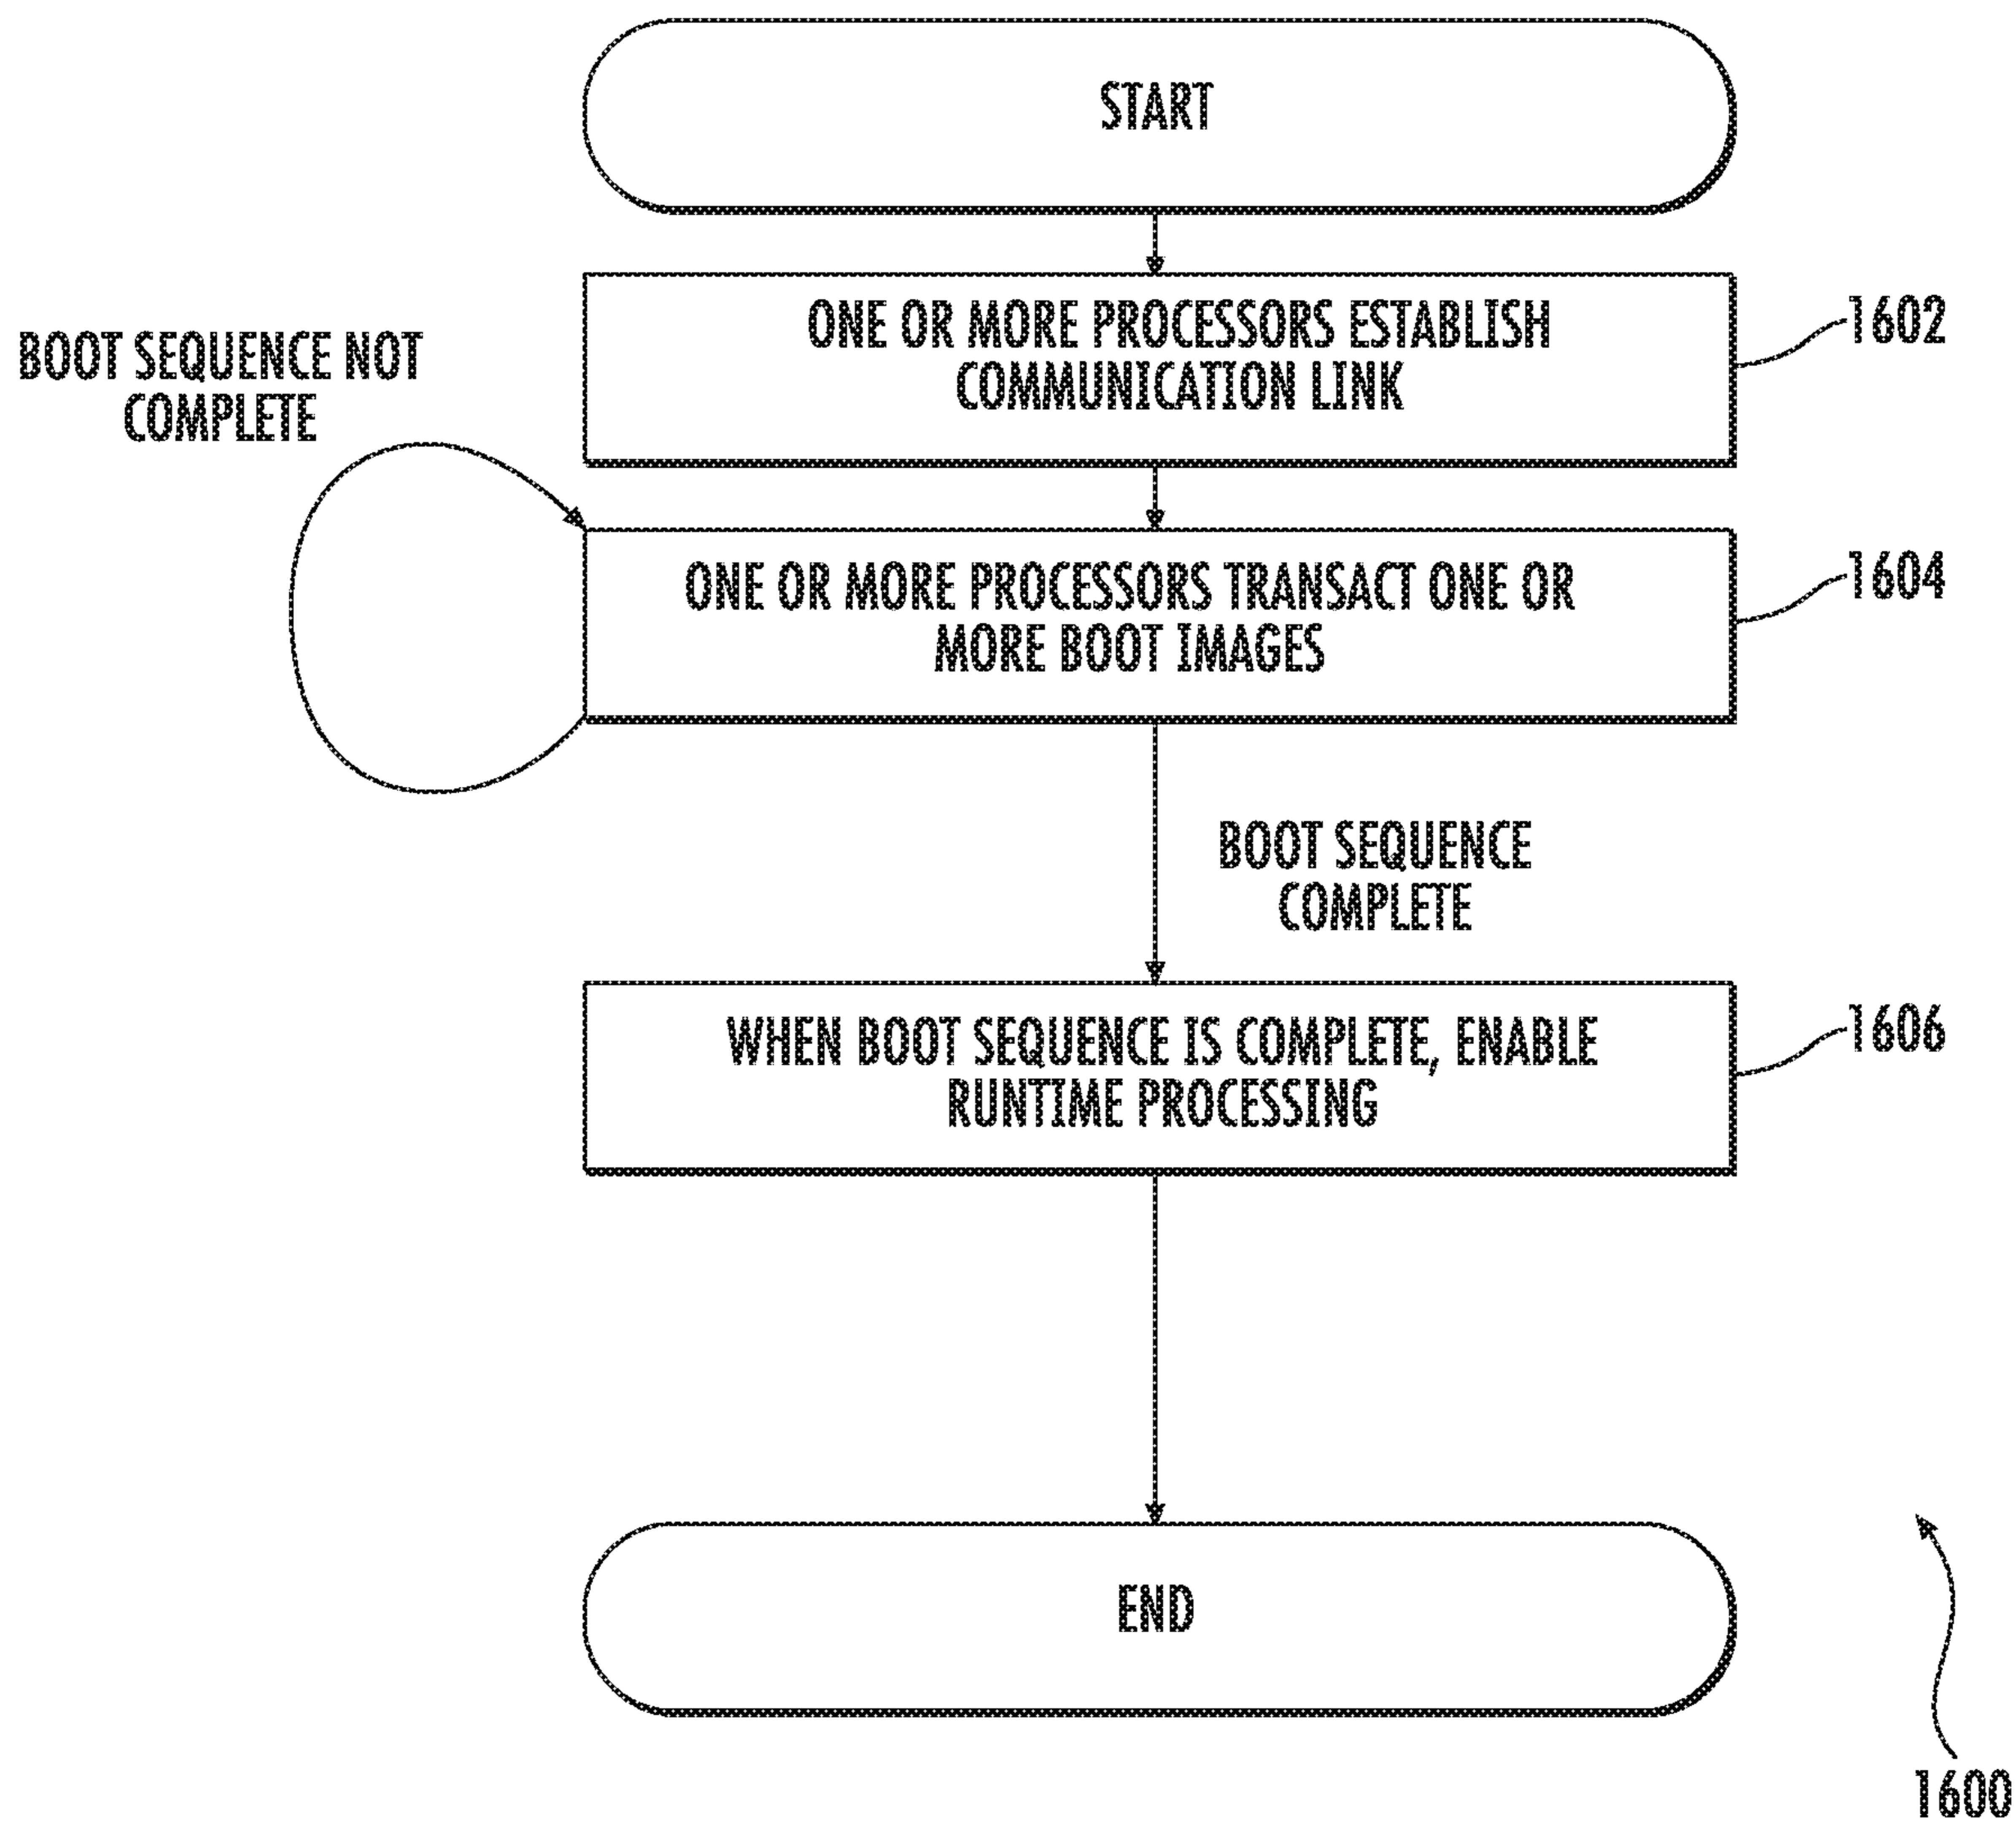 START
ONE OR MORE PROCESSORS ESTABLISH
COMMUNICATION LINK
1602
BOOT SEQUENCE NOT
COMPLETE
ONE OR MORE PROCESSORS TRANSACT ONE OR
MORE BOOT IMAGES
1604
BOOT SEQUENCE
COMPLETE
WHEN BOOT SEQUENCE IS COMPLETE, ENABLE
RUNTIME PROCESSING
1606
END
1600